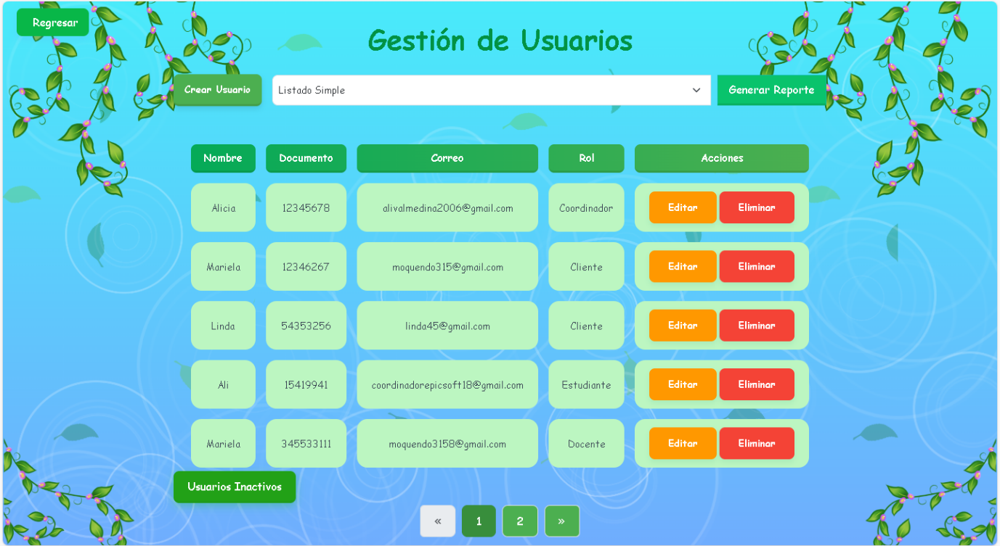 Regresar
Gestión de Usuarios
Crear Usuario Listado Simple Generar Reporte
Nombre Documento Correo Rol Acciones
Alicia 12345678 alivalmedina2006@gmail.com Coordinador Editar Eliminar
Mariela 12346267 moquendo315@gmail.com Cliente Editar Eliminar
Linda 54353256 linda45@gmail.com Cliente Editar Eliminar
Ali 15419941 coordinadorepicsoft18@gmail.com Estudiante Editar Eliminar
Mariela 345533111 moquendo3158@gmail.com Docente Editar Eliminar
Usuarios Inactivos
« 1 2 »